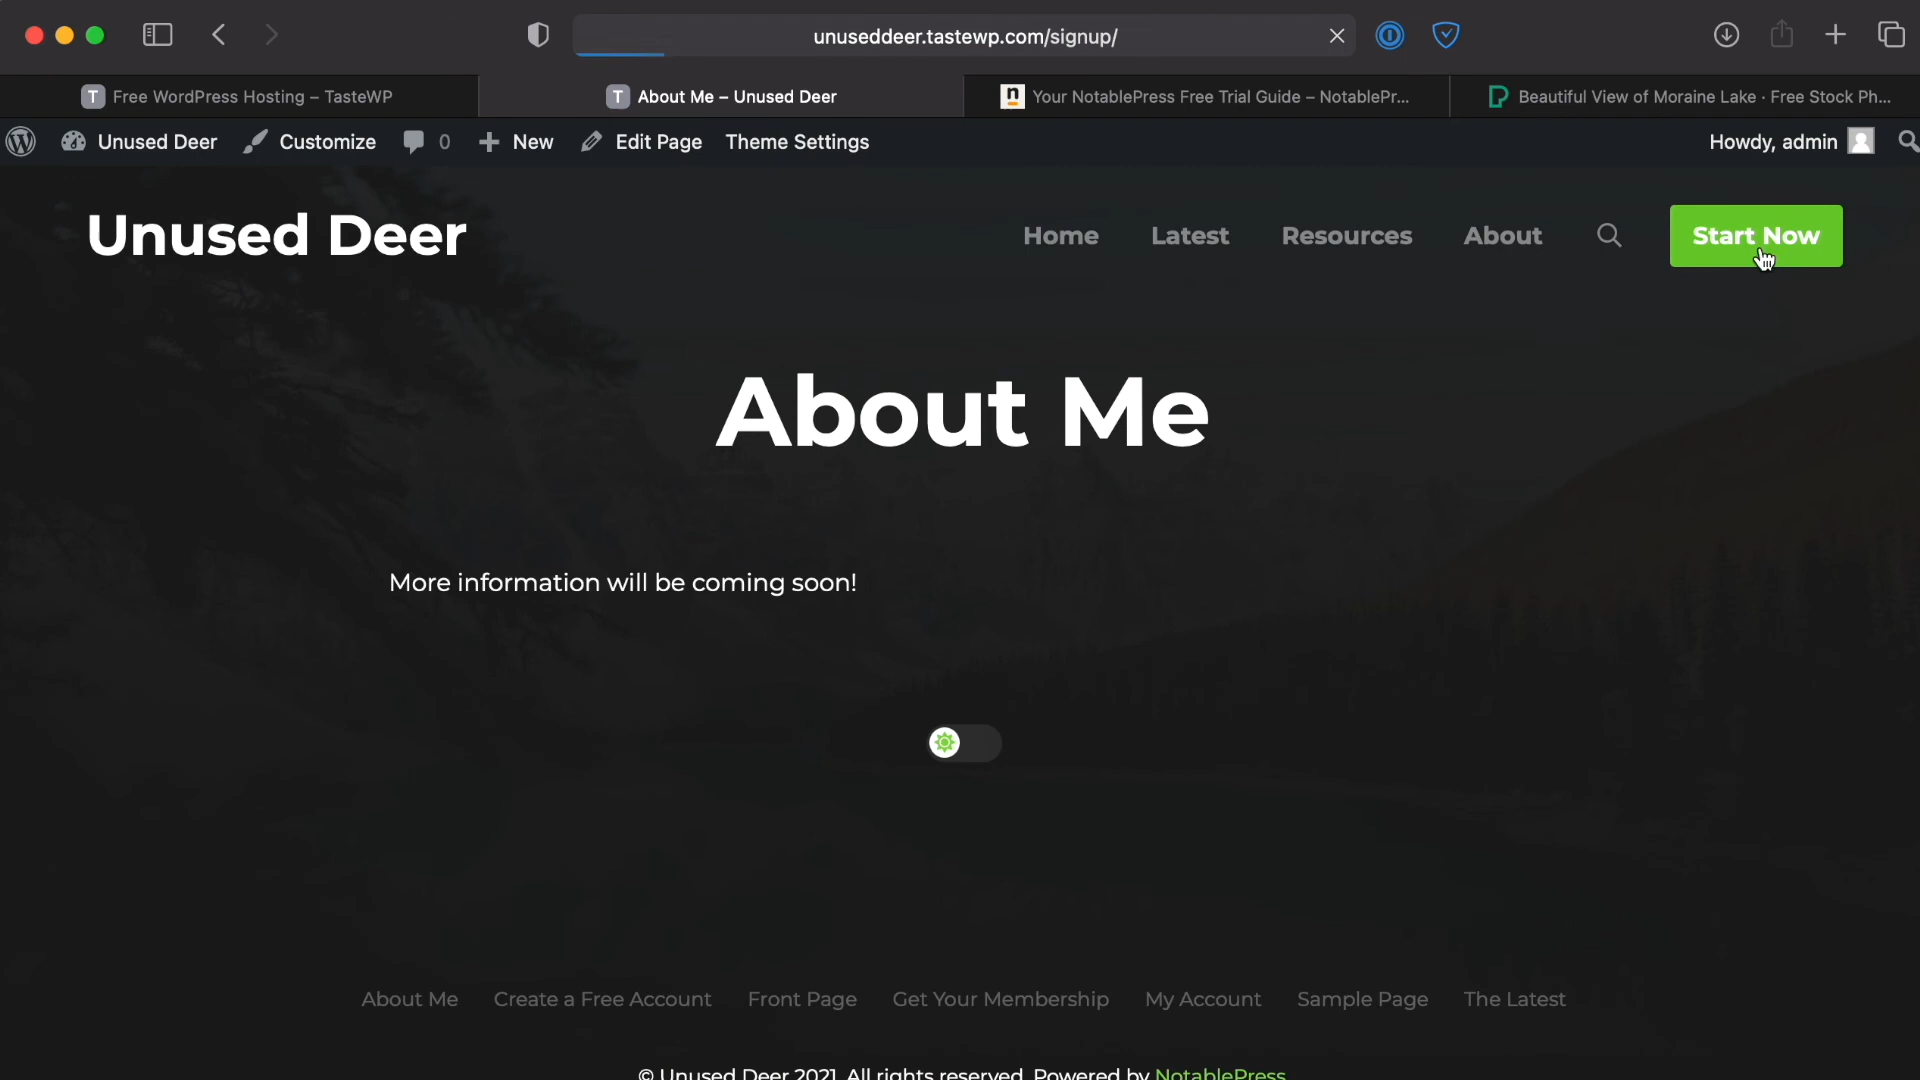 unuseddeer.tastewp.com/signup/
T Free WordPress Hosting – TasteWP
T About Me – Unused Deer
n Your NotablePress Free Trial Guide – NotablePr...
Beautiful View of Moraine Lake · Free Stock Ph...
Unused Deer Customize 0 New Edit Page Theme Settings Howdy, admin
Unused Deer
Home Latest Resources About Start Now
About Me
More information will be coming soon!
About Me Create a Free Account Front Page Get Your Membership My Account Sample Page The Latest
© Unused Deer 2021. All rights reserved. Powered by NotablePress